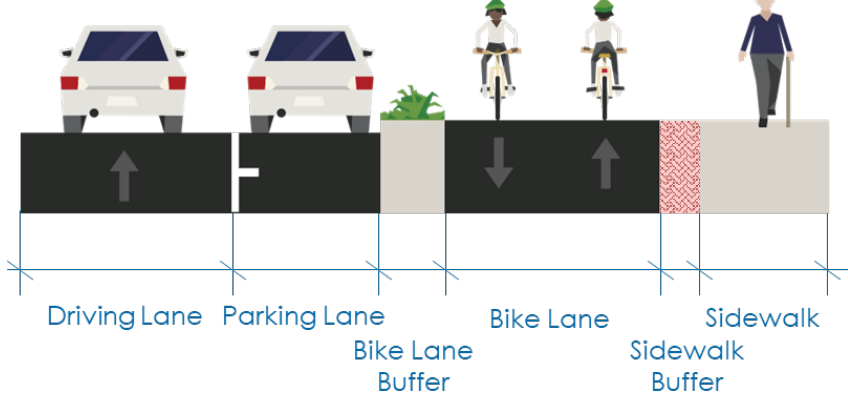 Driving Lane
Parking Lane
Bike Lane
Buffer
Bike Lane
Sidewalk
Buffer
Sidewalk